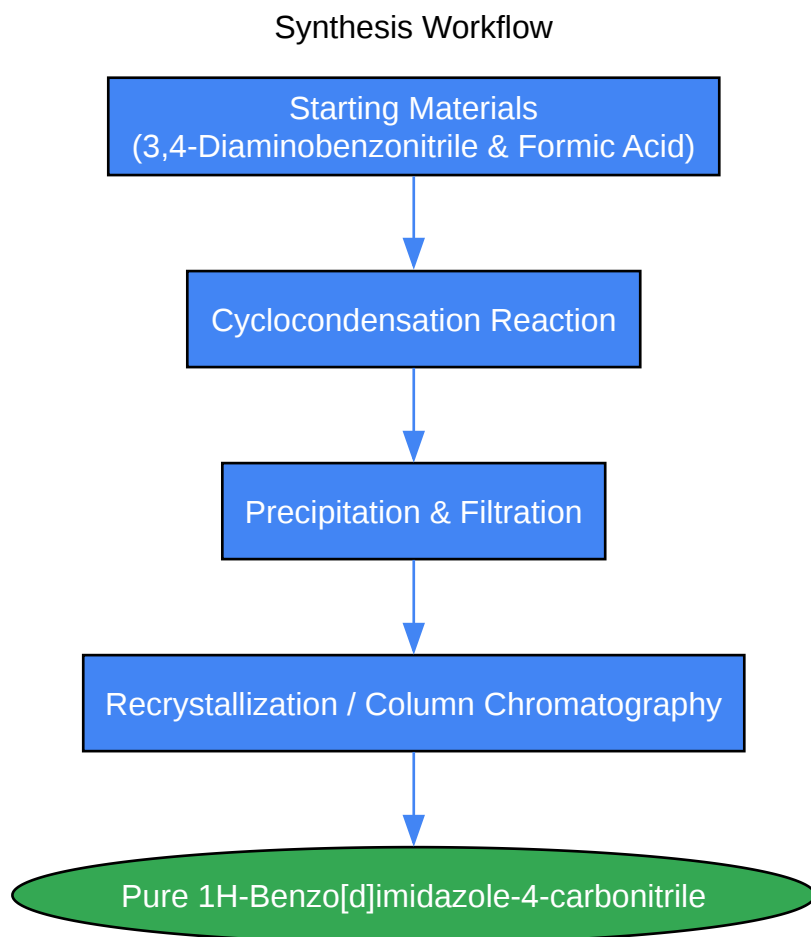 Synthesis Workflow
Starting Materials
(3,4-Diaminobenzonitrile & Formic Acid)
Cyclocondensation Reaction
Precipitation & Filtration
Recrystallization / Column Chromatography
Pure 1H-Benzo[d]imidazole-4-carbonitrile